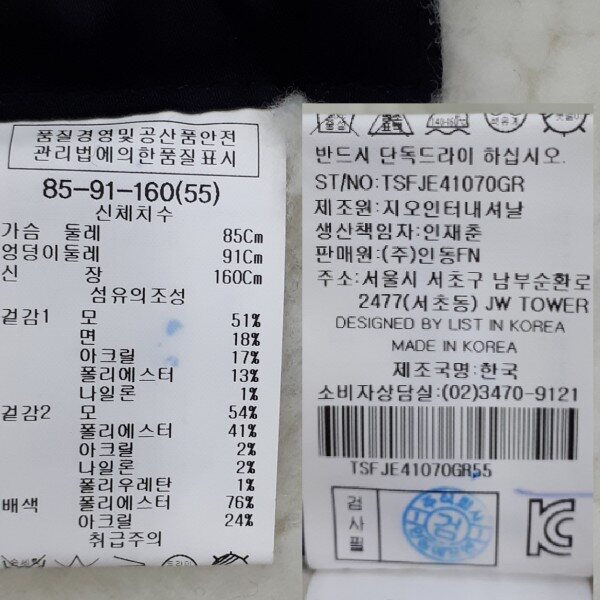 품질경영및공산품안전
관리법에의한품질표시
85-91-160(55)
신체치수
가슴 둘레 85Cm
엉덩이둘레 91Cm
신 장 160Cm
섬유의조성
겉감1 모 51%
면 18%
아크릴 17%
폴리에스터 13%
나일론 1%
겉감2 모 54%
폴리에스터 41%
아크릴 2%
나일론 2%
폴리우레탄 1%
배색 폴리에스터 76%
아크릴 24%
취급주의
반드시 단독드라이 하십시오.
ST/NO:TSFJE41070GR
제조원:지오인터내셔날
생산책임자:인재춘
판매원:(주)인동FN
주소:서울시 서초구 남부순환로
2477(서초동) JW TOWER
DESIGNED BY LIST IN KOREA
MADE IN KOREA
제조국명:한국
소비자상담실:(02)3470-9121
TSFJE41070GR55
검사필
검